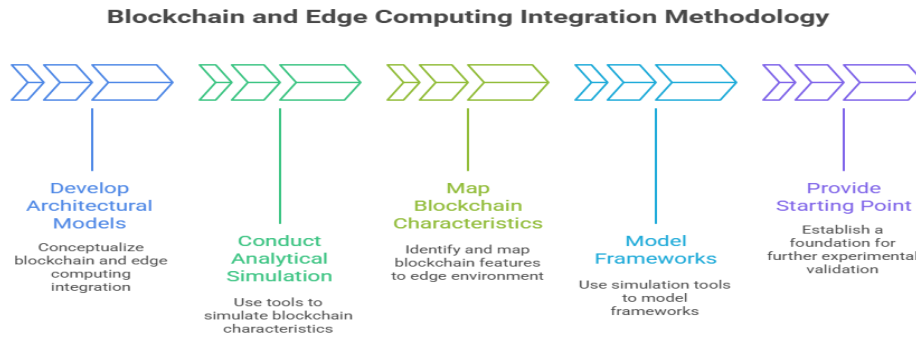 Blockchain and Edge Computing Integration Methodology
Develop
Architectural
Models
Conceptualize
blockchain and edge
computing
integration
Conduct
Analytical
Simulation
Use tools to
simulate blockchain
characteristics
Map
Blockchain
Characteristics
Identify and map
blockchain features
to edge environment
Model
Frameworks
Use simulation tools
to model
frameworks
Provide
Starting Point
Establish a
foundation for
further experimental
validation